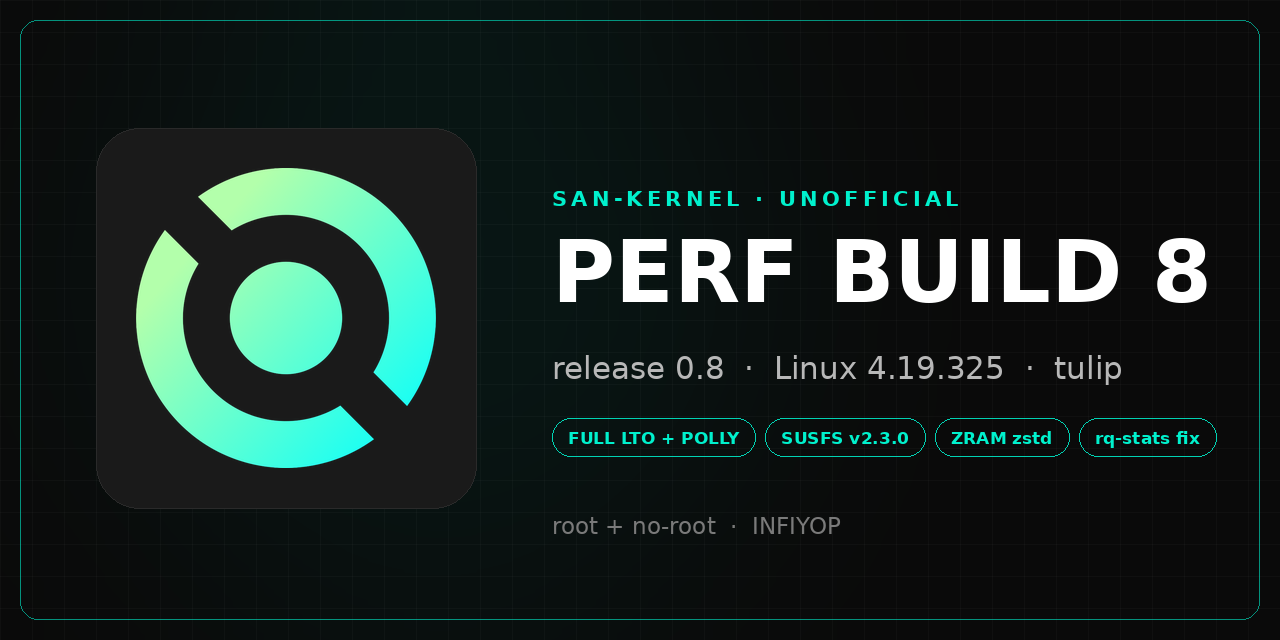 SAN-KERNEL · UNOFFICIAL
PERF BUILD 8
release 0.8 · Linux 4.19.325 · tulip
FULL LTO + POLLY SUSFS v2.3.0 ZRAM zstd rq-stats fix
root + no-root · INFIYOP